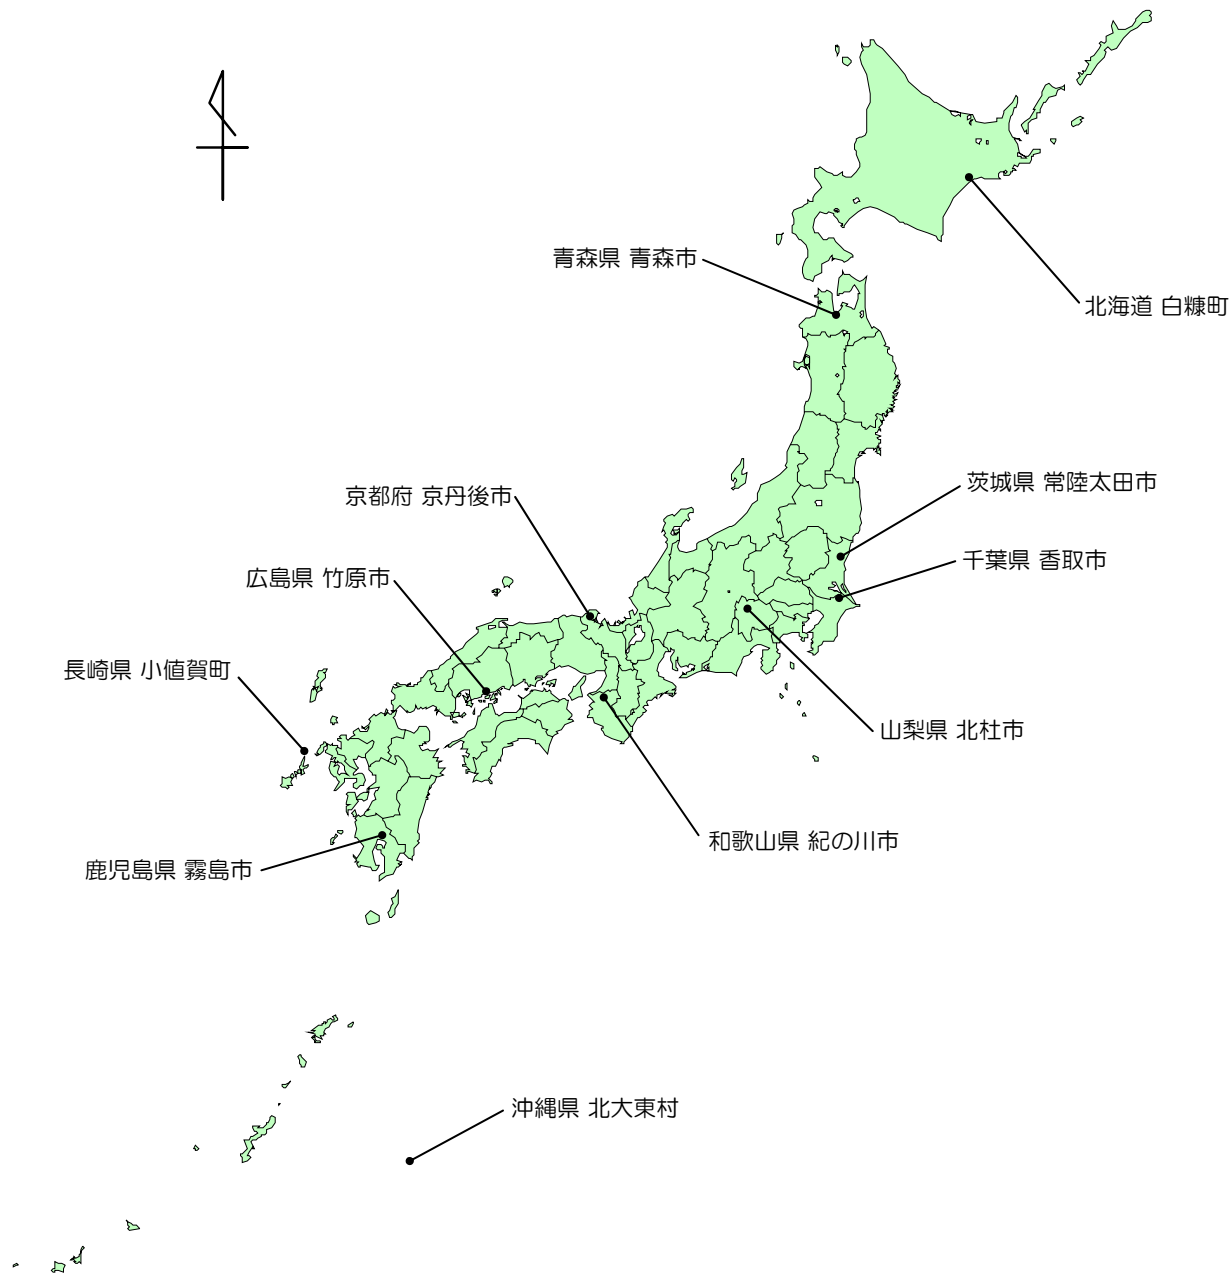 青森県 青森市
北海道 白糠町
茨城県 常陸太田市
京都府 京丹後市
千葉県 香取市
広島県 竹原市
長崎県 小値賀町
山梨県 北杜市
和歌山県 紀の川市
鹿児島県 霧島市
沖縄県 北大東村